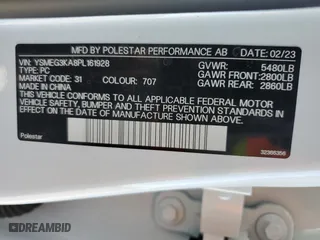 MFD BY POLESTAR PERFORMANCE AB DATE: 02/23
VIN: YSMEG3KA8PL161928 GVWR: 5480LB
TYPE: PC GAWR FRONT: 2800LB
MARKET: 31 COLOUR: 707 GAWR REAR: 2860LB
MADE IN CHINA
THIS VEHICLE CONFORMS TO ALL APPLICABLE FEDERAL MOTOR VEHICLE SAFETY,
BUMPER AND THEFT PREVENTION STANDARDS IN EFFECT ON THE DATE OF MANUFACTURE SHOWN ABOVE.
Polestar
DREAMBID